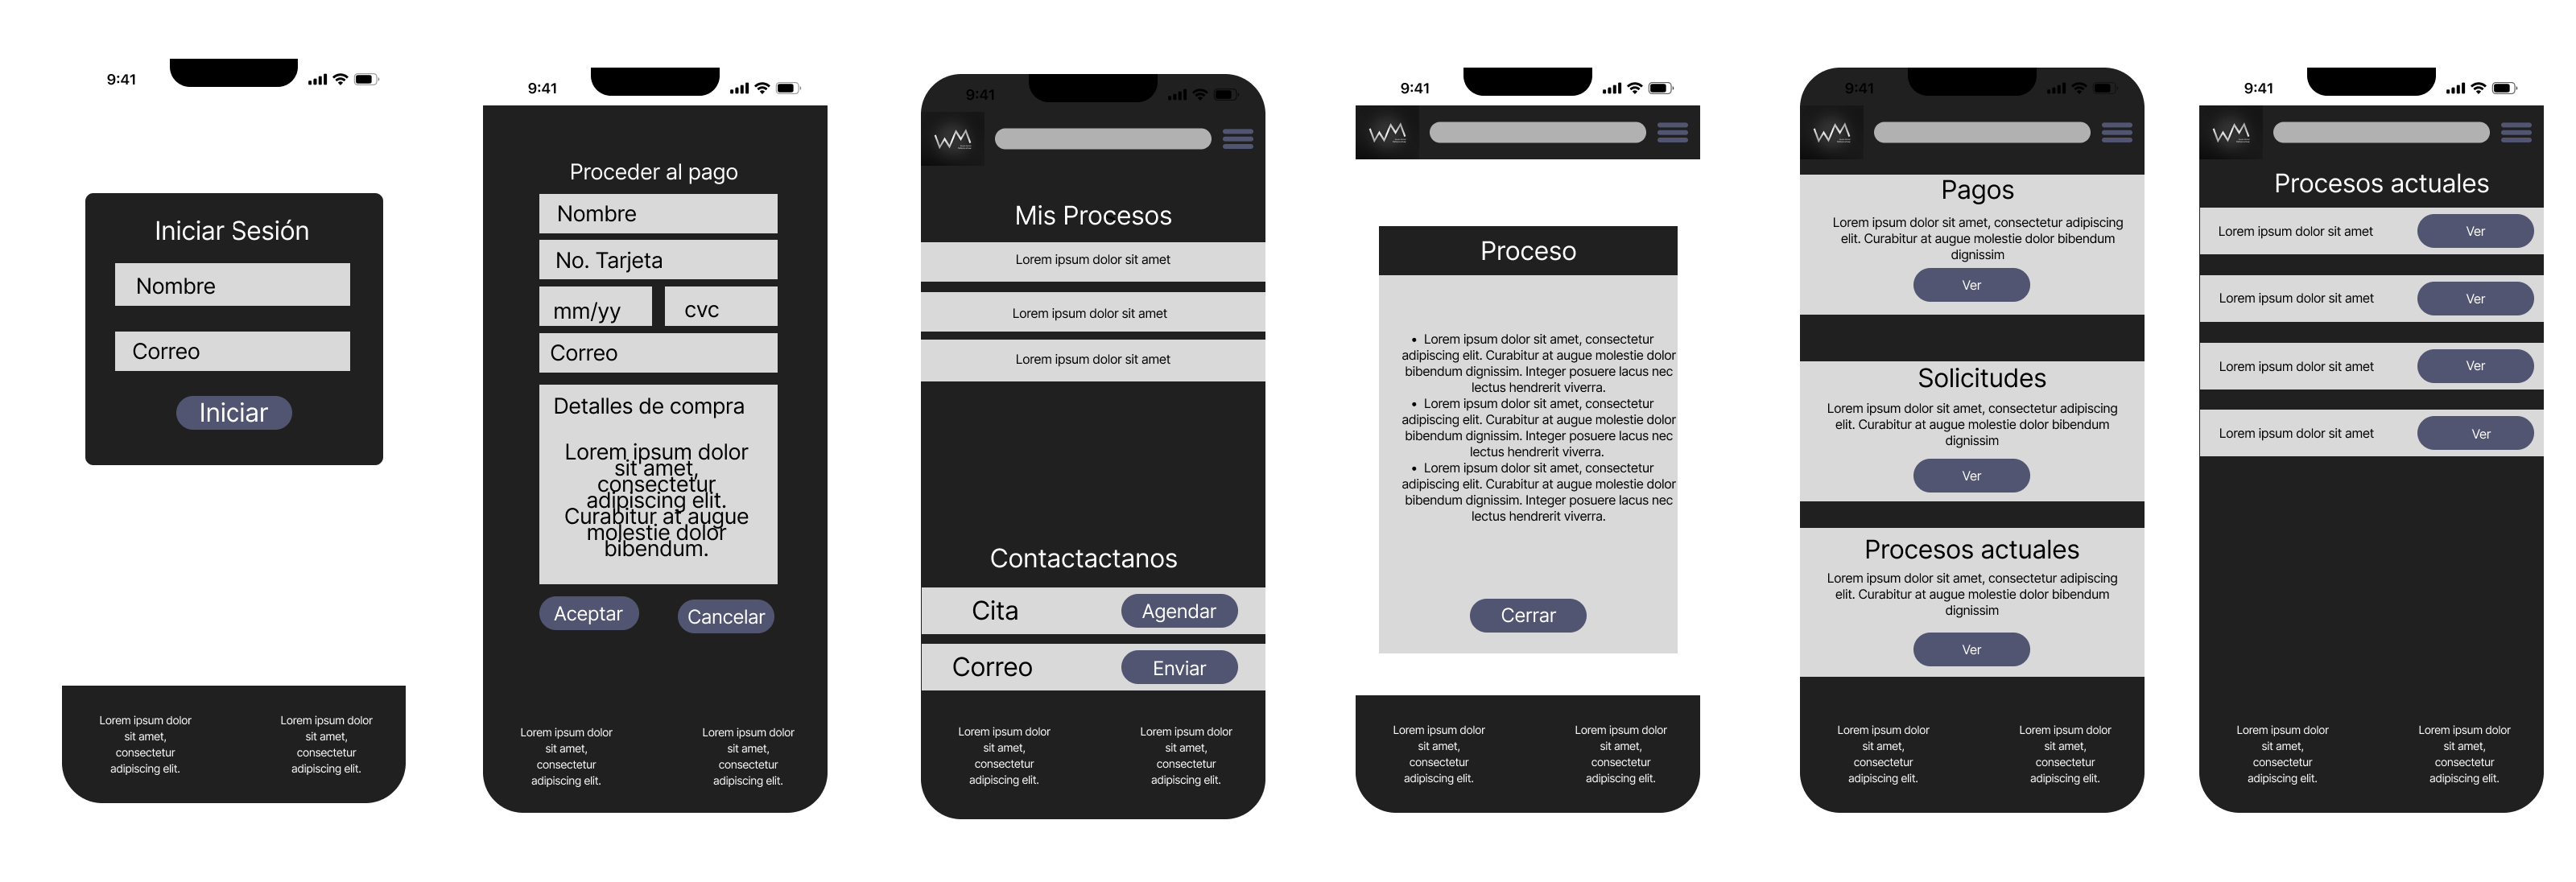 9:41
Iniciar Sesión
Nombre
Correo
Iniciar
Lorem ipsum dolor
sit amet,
consectetur
adipiscing elit.
Lorem ipsum dolor
sit amet,
consectetur
adipiscing elit.
9:41
Proceder al pago
Nombre
No. Tarjeta
mm/yy
cvc
Correo
Detalles de compra
Lorem ipsum dolor
sit amet,
consectetur
adipiscing elit.
Curabitur at augue
molestie dolor
bibendum.
Aceptar
Cancelar
Lorem ipsum dolor
sit amet,
consectetur
adipiscing elit.
Lorem ipsum dolor
sit amet,
consectetur
adipiscing elit.
9:41
WM
Mis Procesos
Lorem ipsum dolor sit amet
Lorem ipsum dolor sit amet
Lorem ipsum dolor sit amet
Contactactanos
Cita
Agendar
Correo
Enviar
Lorem ipsum dolor
sit amet,
consectetur
adipiscing elit.
Lorem ipsum dolor
sit amet,
consectetur
adipiscing elit.
9:41
WM
Proceso
• Lorem ipsum dolor sit amet, consectetur
adipiscing elit. Curabitur at augue molestie dolor
bibendum dignissim. Integer posuere lacus nec
lectus hendrerit viverra.
• Lorem ipsum dolor sit amet, consectetur
adipiscing elit. Curabitur at augue molestie dolor
bibendum dignissim. Integer posuere lacus nec
lectus hendrerit viverra.
• Lorem ipsum dolor sit amet, consectetur
adipiscing elit. Curabitur at augue molestie dolor
bibendum dignissim. Integer posuere lacus nec
lectus hendrerit viverra.
Cerrar
Lorem ipsum dolor
sit amet,
consectetur
adipiscing elit.
Lorem ipsum dolor
sit amet,
consectetur
adipiscing elit.
9:41
WM
Pagos
Lorem ipsum dolor sit amet, consectetur adipiscing
elit. Curabitur at augue molestie dolor bibendum
dignissim
Ver
Solicitudes
Lorem ipsum dolor sit amet, consectetur adipiscing
elit. Curabitur at augue molestie dolor bibendum
dignissim
Ver
Procesos actuales
Lorem ipsum dolor sit amet, consectetur adipiscing
elit. Curabitur at augue molestie dolor bibendum
dignissim
Ver
Lorem ipsum dolor
sit amet,
consectetur
adipiscing elit.
Lorem ipsum dolor
sit amet,
consectetur
adipiscing elit.
9:41
WM
Procesos actuales
Lorem ipsum dolor sit amet
Ver
Lorem ipsum dolor sit amet
Ver
Lorem ipsum dolor sit amet
Ver
Lorem ipsum dolor sit amet
Ver
Lorem ipsum dolor
sit amet,
consectetur
adipiscing elit.
Lorem ipsum dolor
sit amet,
consectetur
adipiscing elit.